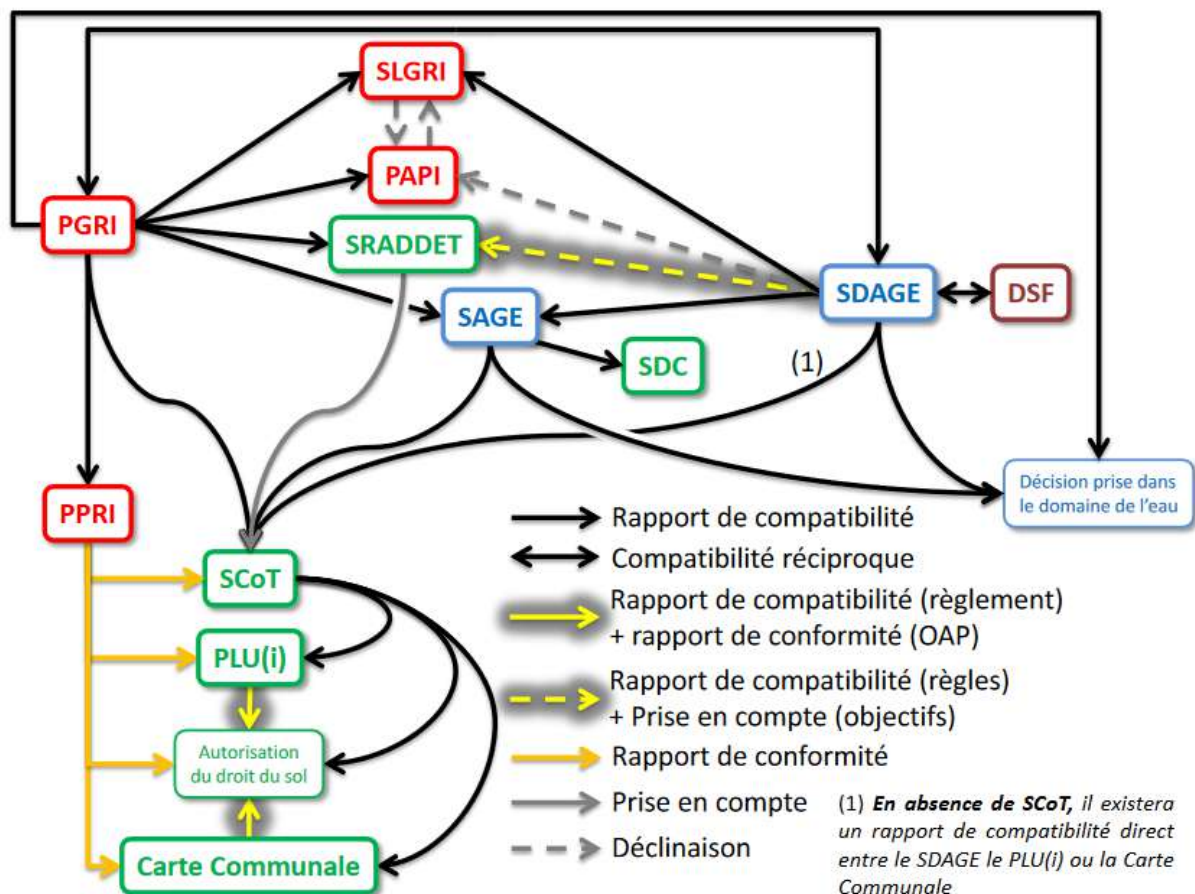 SLGRI
PAPI
PGRI
SRADDET
SDAGE
DSF
SAGE
SDC
(1)
PPRI
Décision prise dans
le domaine de l'eau
SCoT
PLU(i)
Autorisation
du droit du sol
Carte Communale
Rapport de compatibilité
Compatibilité réciproque
Rapport de compatibilité (règlement)
+ rapport de conformité (OAP)
Rapport de compatibilité (règles)
+ Prise en compte (objectifs)
Rapport de conformité
Prise en compte
Déclinaison
(1) En absence de SCoT, il existera
un rapport de compatibilité direct
entre le SDAGE le PLU(i) ou la Carte
Communale